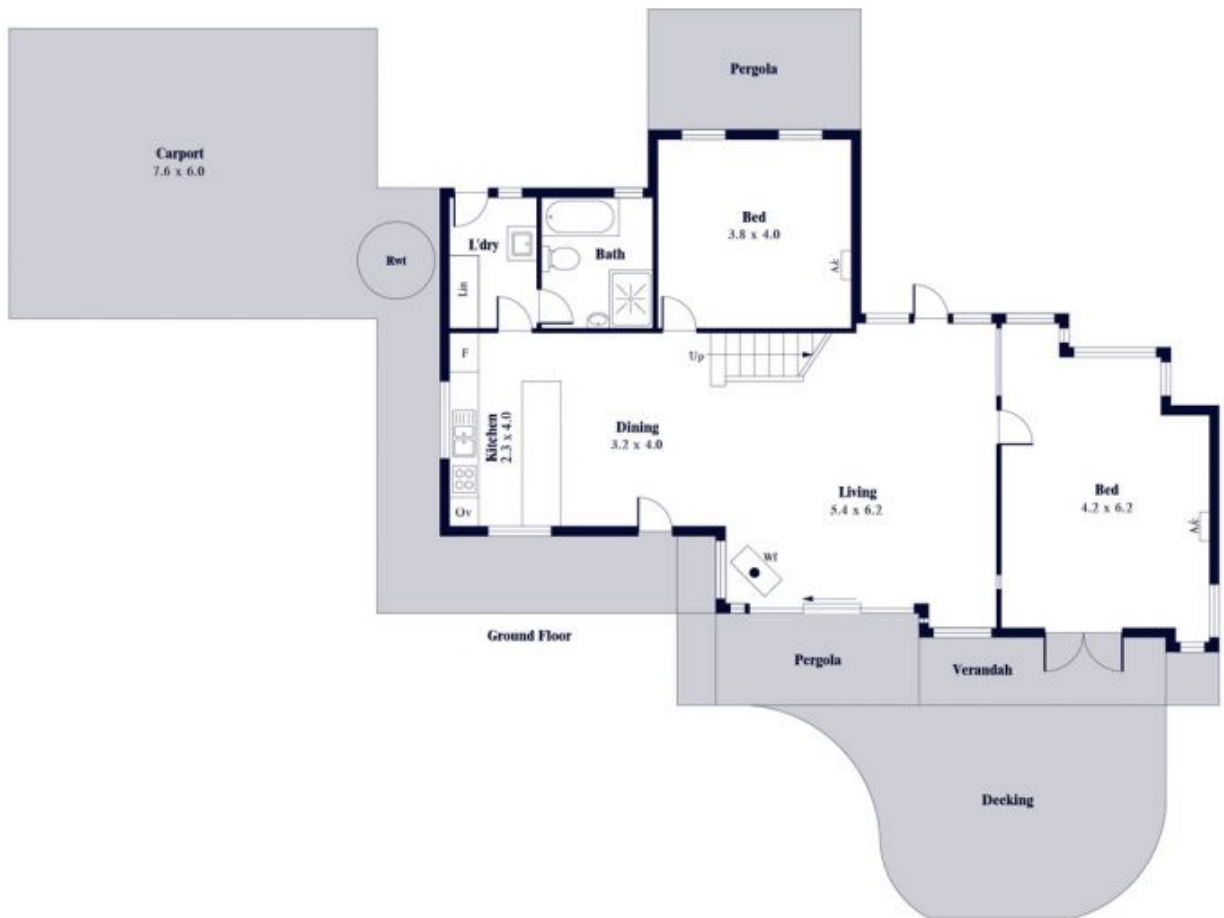 Pergola
Carport
7.6 x 6.0
Bed
3.8 x 4.0
L'dry
Bath
Rwt
Lin
A/c
F
Up
Kitchen
2.3 x 4.0
Dining
3.2 x 4.0
Living
5.4 x 6.2
Bed
4.2 x 6.2
A/c
Ov
Wf
Ground Floor
Pergola
Verandah
Decking